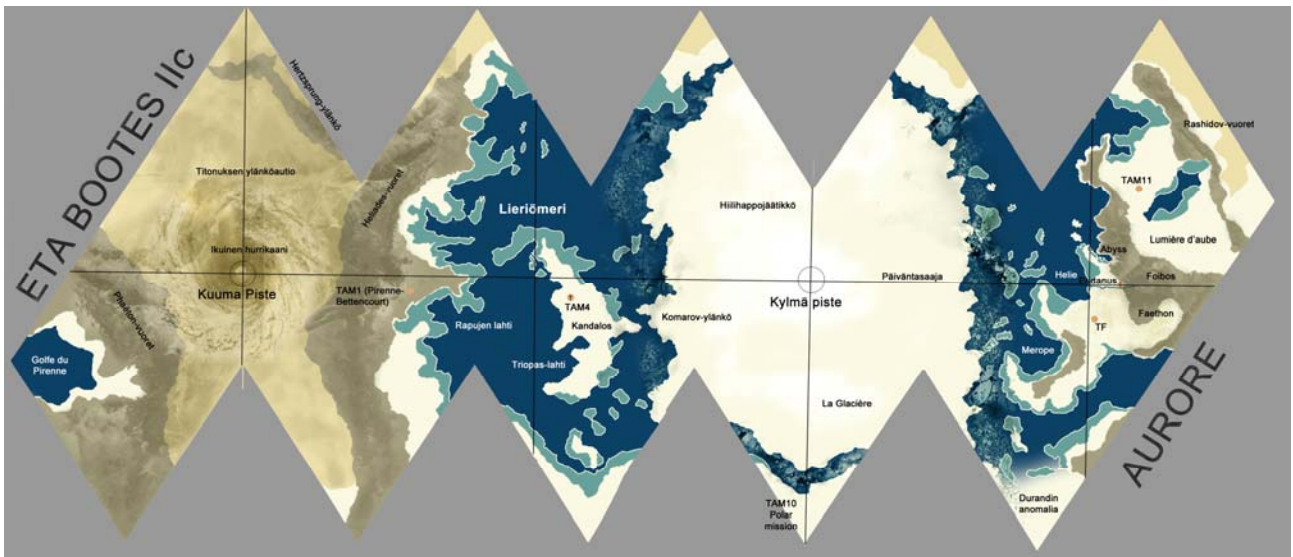 ETA BOOTES IIc
Hertzsprung-ylänkö
Titonuksen ylänköautio
Heliades-vuoret
Ikuinen hurrikaani
Kuuma Piste
Phaeton-vuoret
Golfe du
Pirenne
TAM1 (Pirenne-
Bettencourt)
Lieriömeri
Rapujen lahti
TAM4
Kandalos
Triopas-lahti
Komarov-ylänkö
Hiilihappojäätikkö
Päiväntasaaja
Kylmä piste
La Glacière
TAM10
Polar
mission
Rashidov-vuoret
TAM11
Lumière d'aube
Abyss
Helie
Foibos
Faethon
TF
Merope
Durandin
anomalia
AURORE